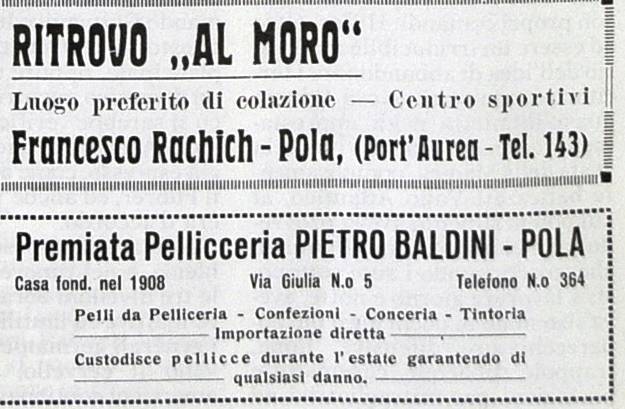 RITROVO „AL MORO“
Luogo preferito di colazione — Centro sportivi
Francesco Rachich - Pola, (Port'Aurea - Tel. 143)
Premiata Pellicceria PIETRO BALDINI - POLA
Casa fond. nel 1908 Via Giulia N.o 5 Telefono N.o 364
Pelli da Pelliceria - Confezioni - Conceria - Tintoria
Importazione diretta
Custodisce pellicce durante l'estate garantendo di
qualsiasi danno.